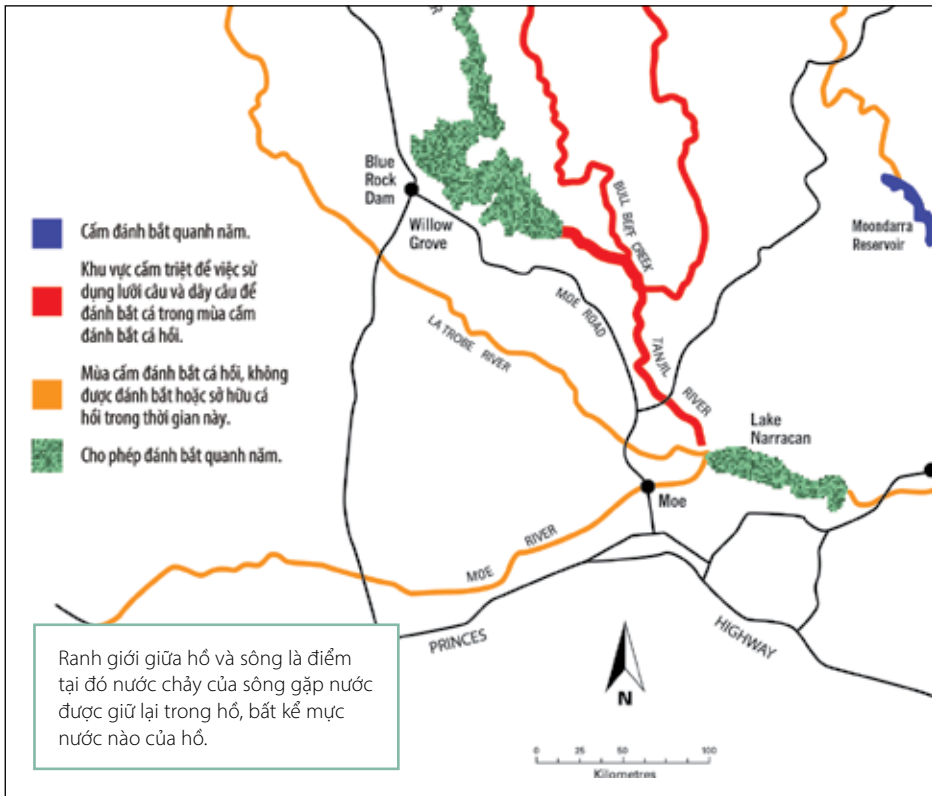 Blue
Rock
Dam
Willow
Grove
BULL BEEF CREEK
Moondarra
Reservoir
Cấm đánh bắt quanh năm.
Khu vực cấm triệt để việc sử
dụng lưỡi câu và dây câu để
đánh bắt cá trong mùa cấm
đánh bắt cá hồi.
Mùa cấm đánh bắt cá hồi, không
được đánh bắt hoặc sở hữu cá
hồi trong thời gian này.
Cho phép đánh bắt quanh năm.
MOE ROAD
LA TROBE RIVER
TANJIL RIVER
Lake
Narracan
Moe
MOE RIVER
PRINCES HIGHWAY
Ranh giới giữa hồ và sông là điểm
tại đó nước chảy của sông gặp nước
được giữ lại trong hồ, bất kể mực
nước nào của hồ.
N
0 25 50 100
Kilometres